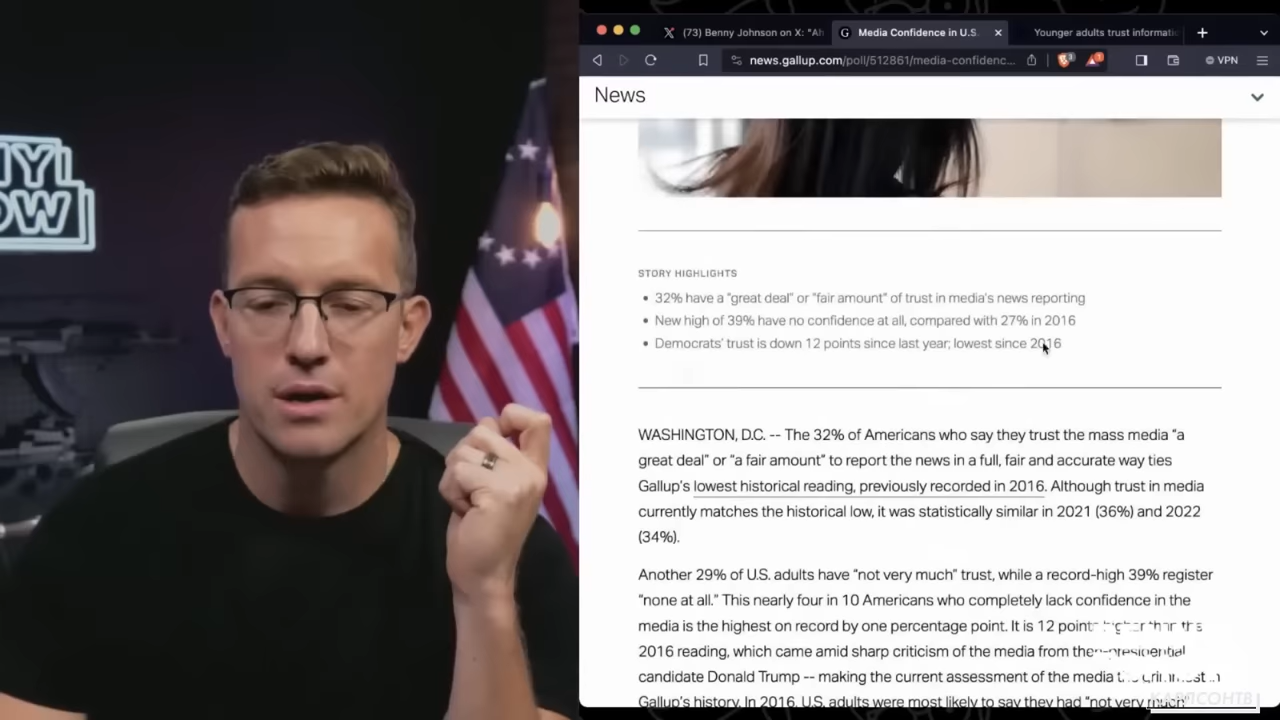 NY
OW
(73) Benny Johnson on X: "Ah
G Media Confidence in U.S.
Younger adults trust informatio
news.gallup.com/poll/512861/media-confidenc...
3
1
VPN
News
STORY HIGHLIGHTS
• 32% have a "great deal" or "fair amount" of trust in media's news reporting
• New high of 39% have no confidence at all, compared with 27% in 2016
• Democrats' trust is down 12 points since last year; lowest since 2016
WASHINGTON, D.C. -- The 32% of Americans who say they trust the mass media "a
great deal" or "a fair amount" to report the news in a full, fair and accurate way ties
Gallup's lowest historical reading, previously recorded in 2016. Although trust in media
currently matches the historical low, it was statistically similar in 2021 (36%) and 2022
(34%).
Another 29% of U.S. adults have "not very much" trust, while a record-high 39% register
"none at all." This nearly four in 10 Americans who completely lack confidence in the
media is the highest on record by one percentage point. It is 12 points higher than the
2016 reading, which came amid sharp criticism of the media from then-presidential
candidate Donald Trump -- making the current assessment of the media the grimmest in
Gallup's history. In 2016, U.S. adults were most likely to say they had "not very much"
КАРЛСОНТВ